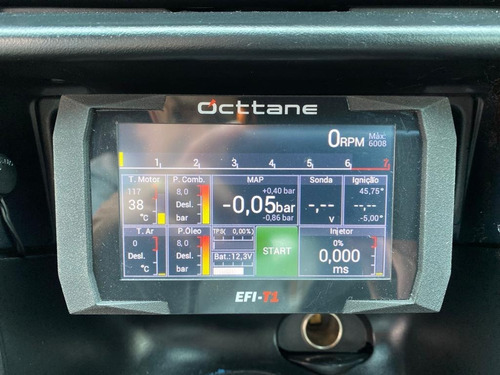 Octtane
0RPM Máx: 6008
1 2 3 4 5 6 7
T. Motor P. Comb. MAP Sonda Ignição
117 8,0 +0,40 bar 45,75°
38 Desl. -0,05bar -,-- -,--
°C bar -0,86 bar V -5,00°
T. Ar P.Óleo TPS( 0,00%) START Injetor
0 8,0 0%
Desl. Desl. Bat.:12,3V 0,000
°C bar ms
EFI-T1